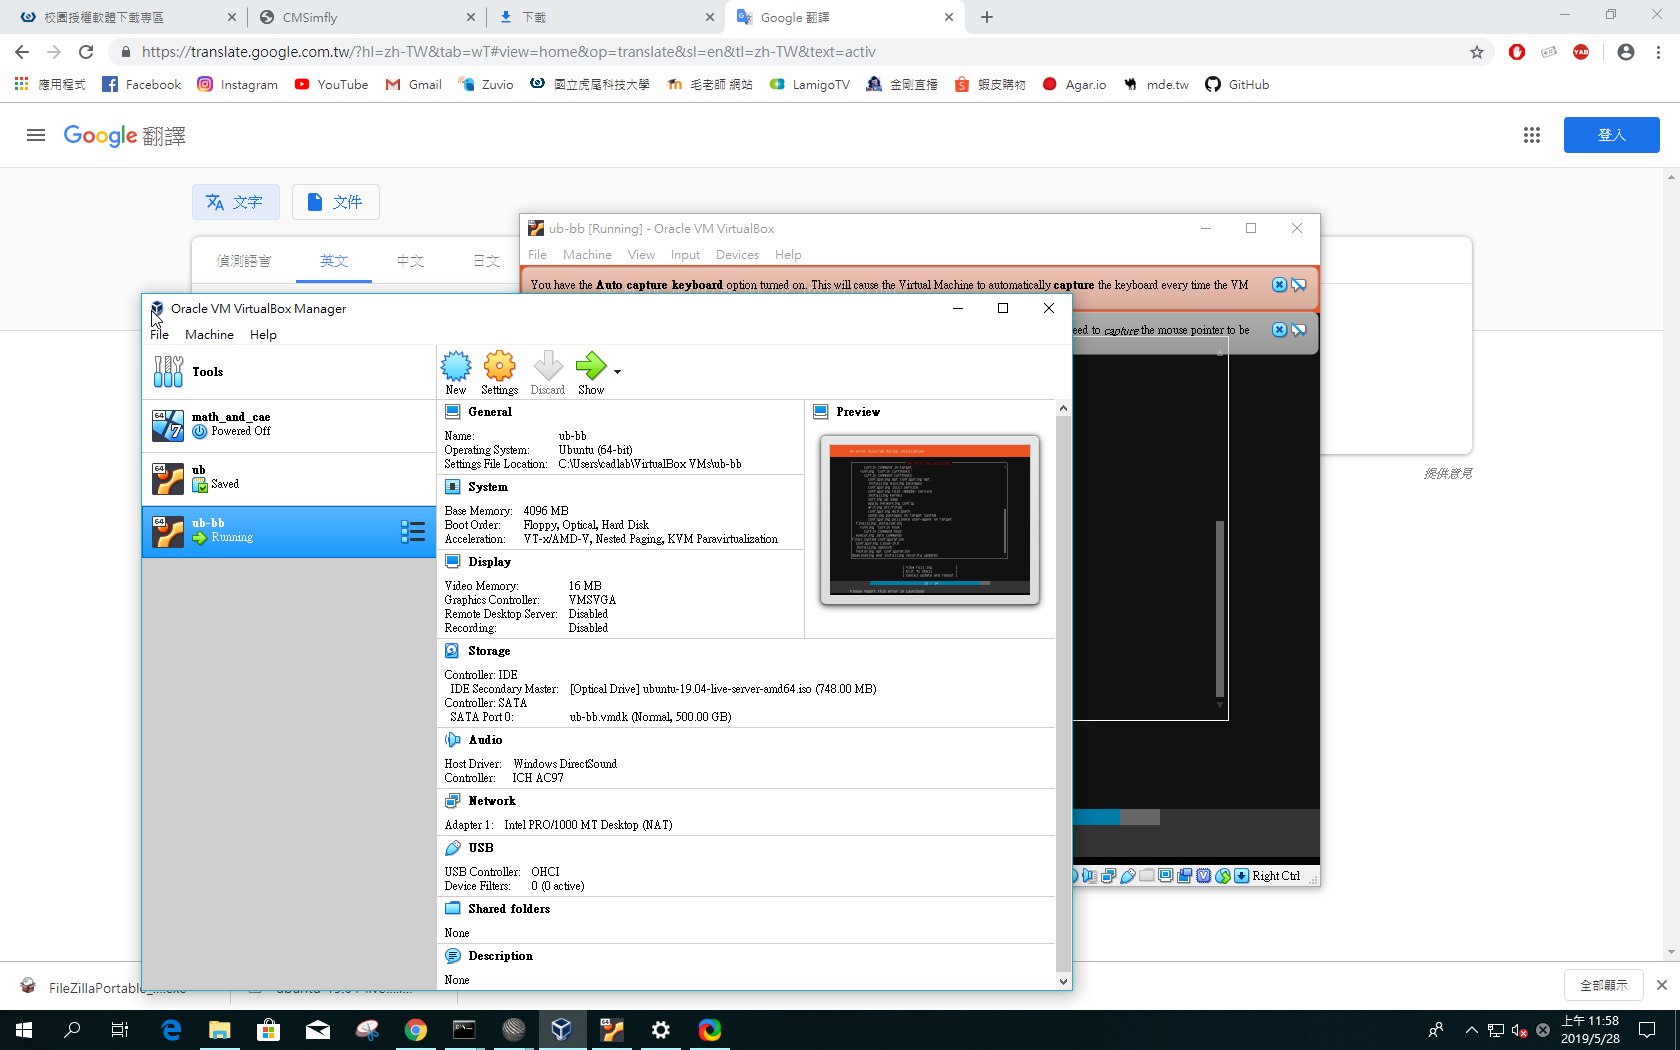 校園授權軟體下載專區
CMSimfly
下載
Google 翻譯
https://translate.google.com.tw/?hl=zh-TW&tab=wT#view=home&op=translate&sl=en&tl=zh-TW&text=activ
應用程式
Facebook
Instagram
YouTube
Gmail
Zuvio
國立虎尾科技大學
毛老師 網站
LamigoTV
金剛直播
蝦皮購物
Agar.io
mde.tw
GitHub
Google 翻譯
登入
文字
文件
偵測語言
英文
中文
日文
提供意見
ub-bb [Running] - Oracle VM VirtualBox
File Machine View Input Devices Help
You have the Auto capture keyboard option turned on. This will cause the Virtual Machine to automatically capture the keyboard every time the VM
eed to capture the mouse pointer to be
Right Ctrl
Oracle VM VirtualBox Manager
File Machine Help
Tools
New
Settings
Discard
Show
64
math_and_cae
Powered Off
64
ub
Saved
64
ub-bb
Running
General
Name: ub-bb
Operating System: Ubuntu (64-bit)
Settings File Location: C:\Users\cadlab\VirtualBox VMs\ub-bb
System
Base Memory: 4096 MB
Boot Order: Floppy, Optical, Hard Disk
Acceleration: VT-x/AMD-V, Nested Paging, KVM Paravirtualization
Display
Video Memory: 16 MB
Graphics Controller: VMSVGA
Remote Desktop Server: Disabled
Recording: Disabled
Preview
Storage
Controller: IDE
IDE Secondary Master: [Optical Drive] ubuntu-19.04-live-server-amd64.iso (748.00 MB)
Controller: SATA
SATA Port 0: ub-bb.vmdk (Normal, 500.00 GB)
Audio
Host Driver: Windows DirectSound
Controller: ICH AC97
Network
Adapter 1: Intel PRO/1000 MT Desktop (NAT)
USB
USB Controller: OHCI
Device Filters: 0 (0 active)
Shared folders
None
Description
None
FileZillaPortable_....exe
全部顯示
上午 11:58
2019/5/28